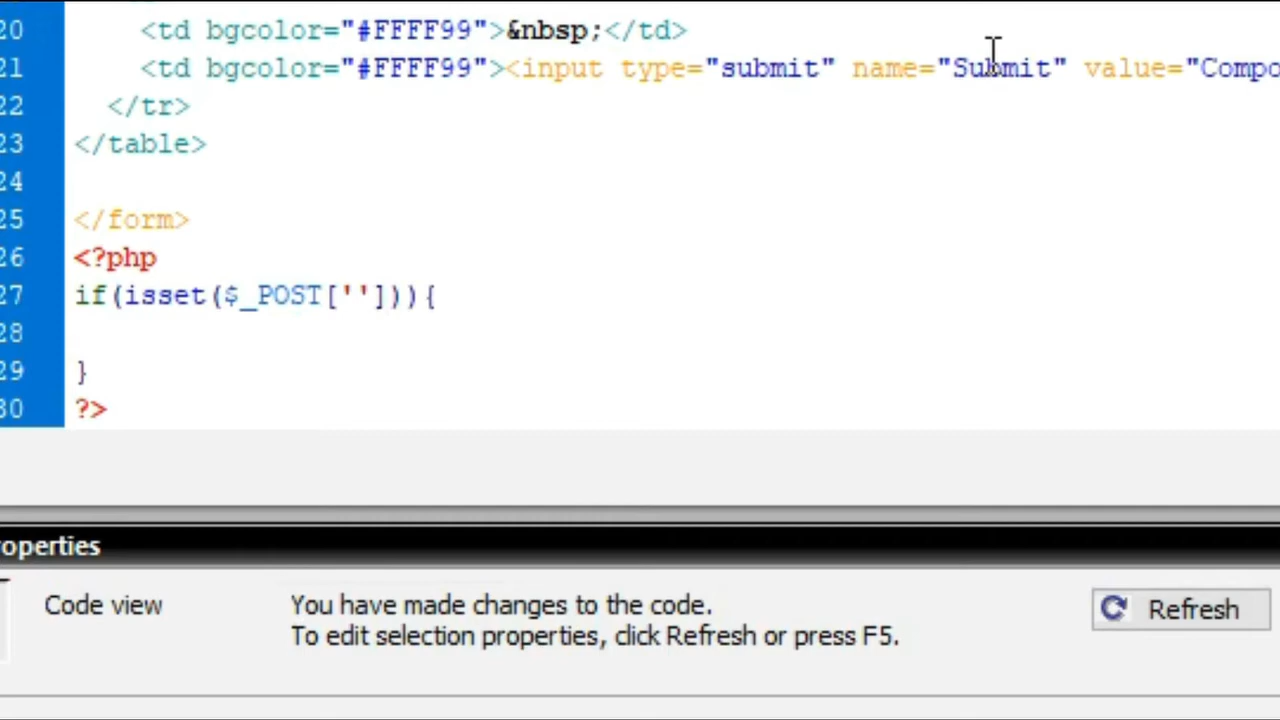 20 <td bgcolor="#FFFF99">&nbsp;</td>
21 <td bgcolor="#FFFF99"><input type="submit" name="Submit" value="Compo
22 </tr>
23 </table>
24
25 </form>
26 <?php
27 if(isset($_POST[''])){
28
29 }
30 ?>
roperties
Code view You have made changes to the code. Refresh
To edit selection properties, click Refresh or press F5.